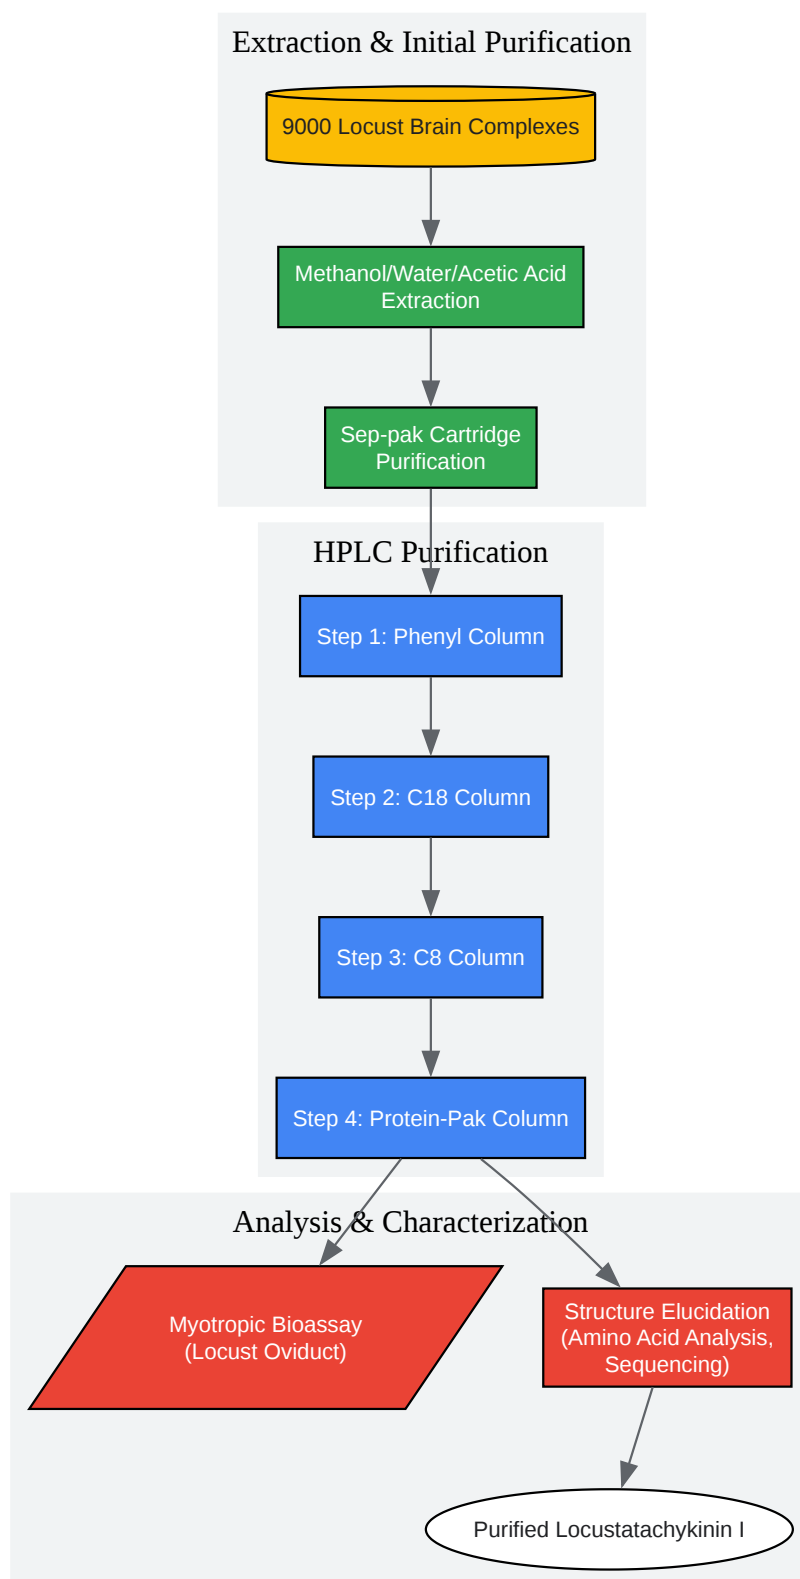 Extraction & Initial Purification
9000 Locust Brain Complexes
Methanol/Water/Acetic Acid
Extraction
Sep-pak Cartridge
Purification
HPLC Purification
Step 1: Phenyl Column
Step 2: C18 Column
Step 3: C8 Column
Step 4: Protein-Pak Column
Analysis & Characterization
Myotropic Bioassay
(Locust Oviduct)
Structure Elucidation
(Amino Acid Analysis,
Sequencing)
Purified Locustatachykinin I